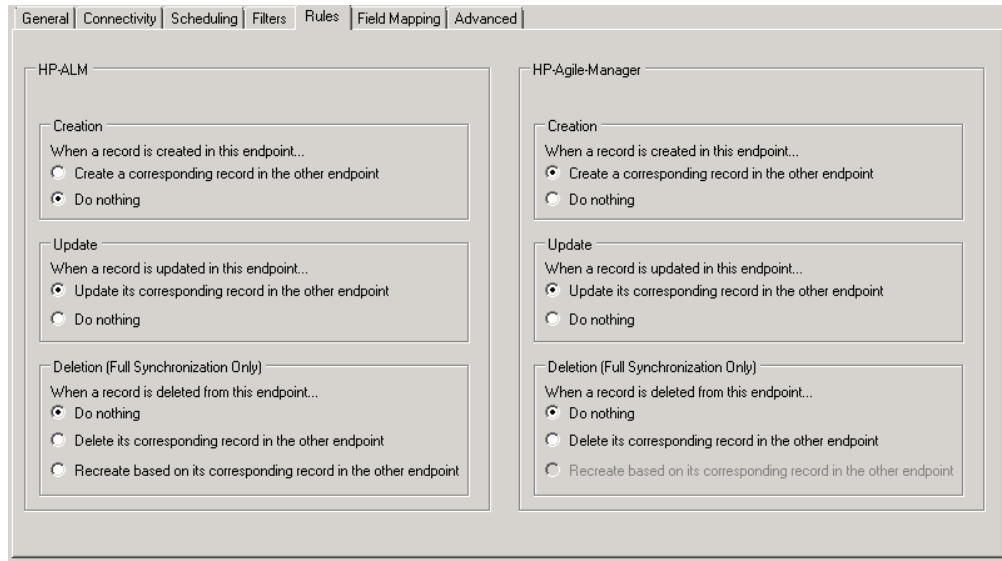 General Connectivity Scheduling Filters Rules Field Mapping Advanced
HP-ALM
Creation
When a record is created in this endpoint...
Create a corresponding record in the other endpoint
Do nothing
Update
When a record is updated in this endpoint...
Update its corresponding record in the other endpoint
Do nothing
Deletion (Full Synchronization Only)
When a record is deleted from this endpoint...
Do nothing
Delete its corresponding record in the other endpoint
Recreate based on its corresponding record in the other endpoint
HP-Agile-Manager
Creation
When a record is created in this endpoint...
Create a corresponding record in the other endpoint
Do nothing
Update
When a record is updated in this endpoint...
Update its corresponding record in the other endpoint
Do nothing
Deletion (Full Synchronization Only)
When a record is deleted from this endpoint...
Do nothing
Delete its corresponding record in the other endpoint
Recreate based on its corresponding record in the other endpoint